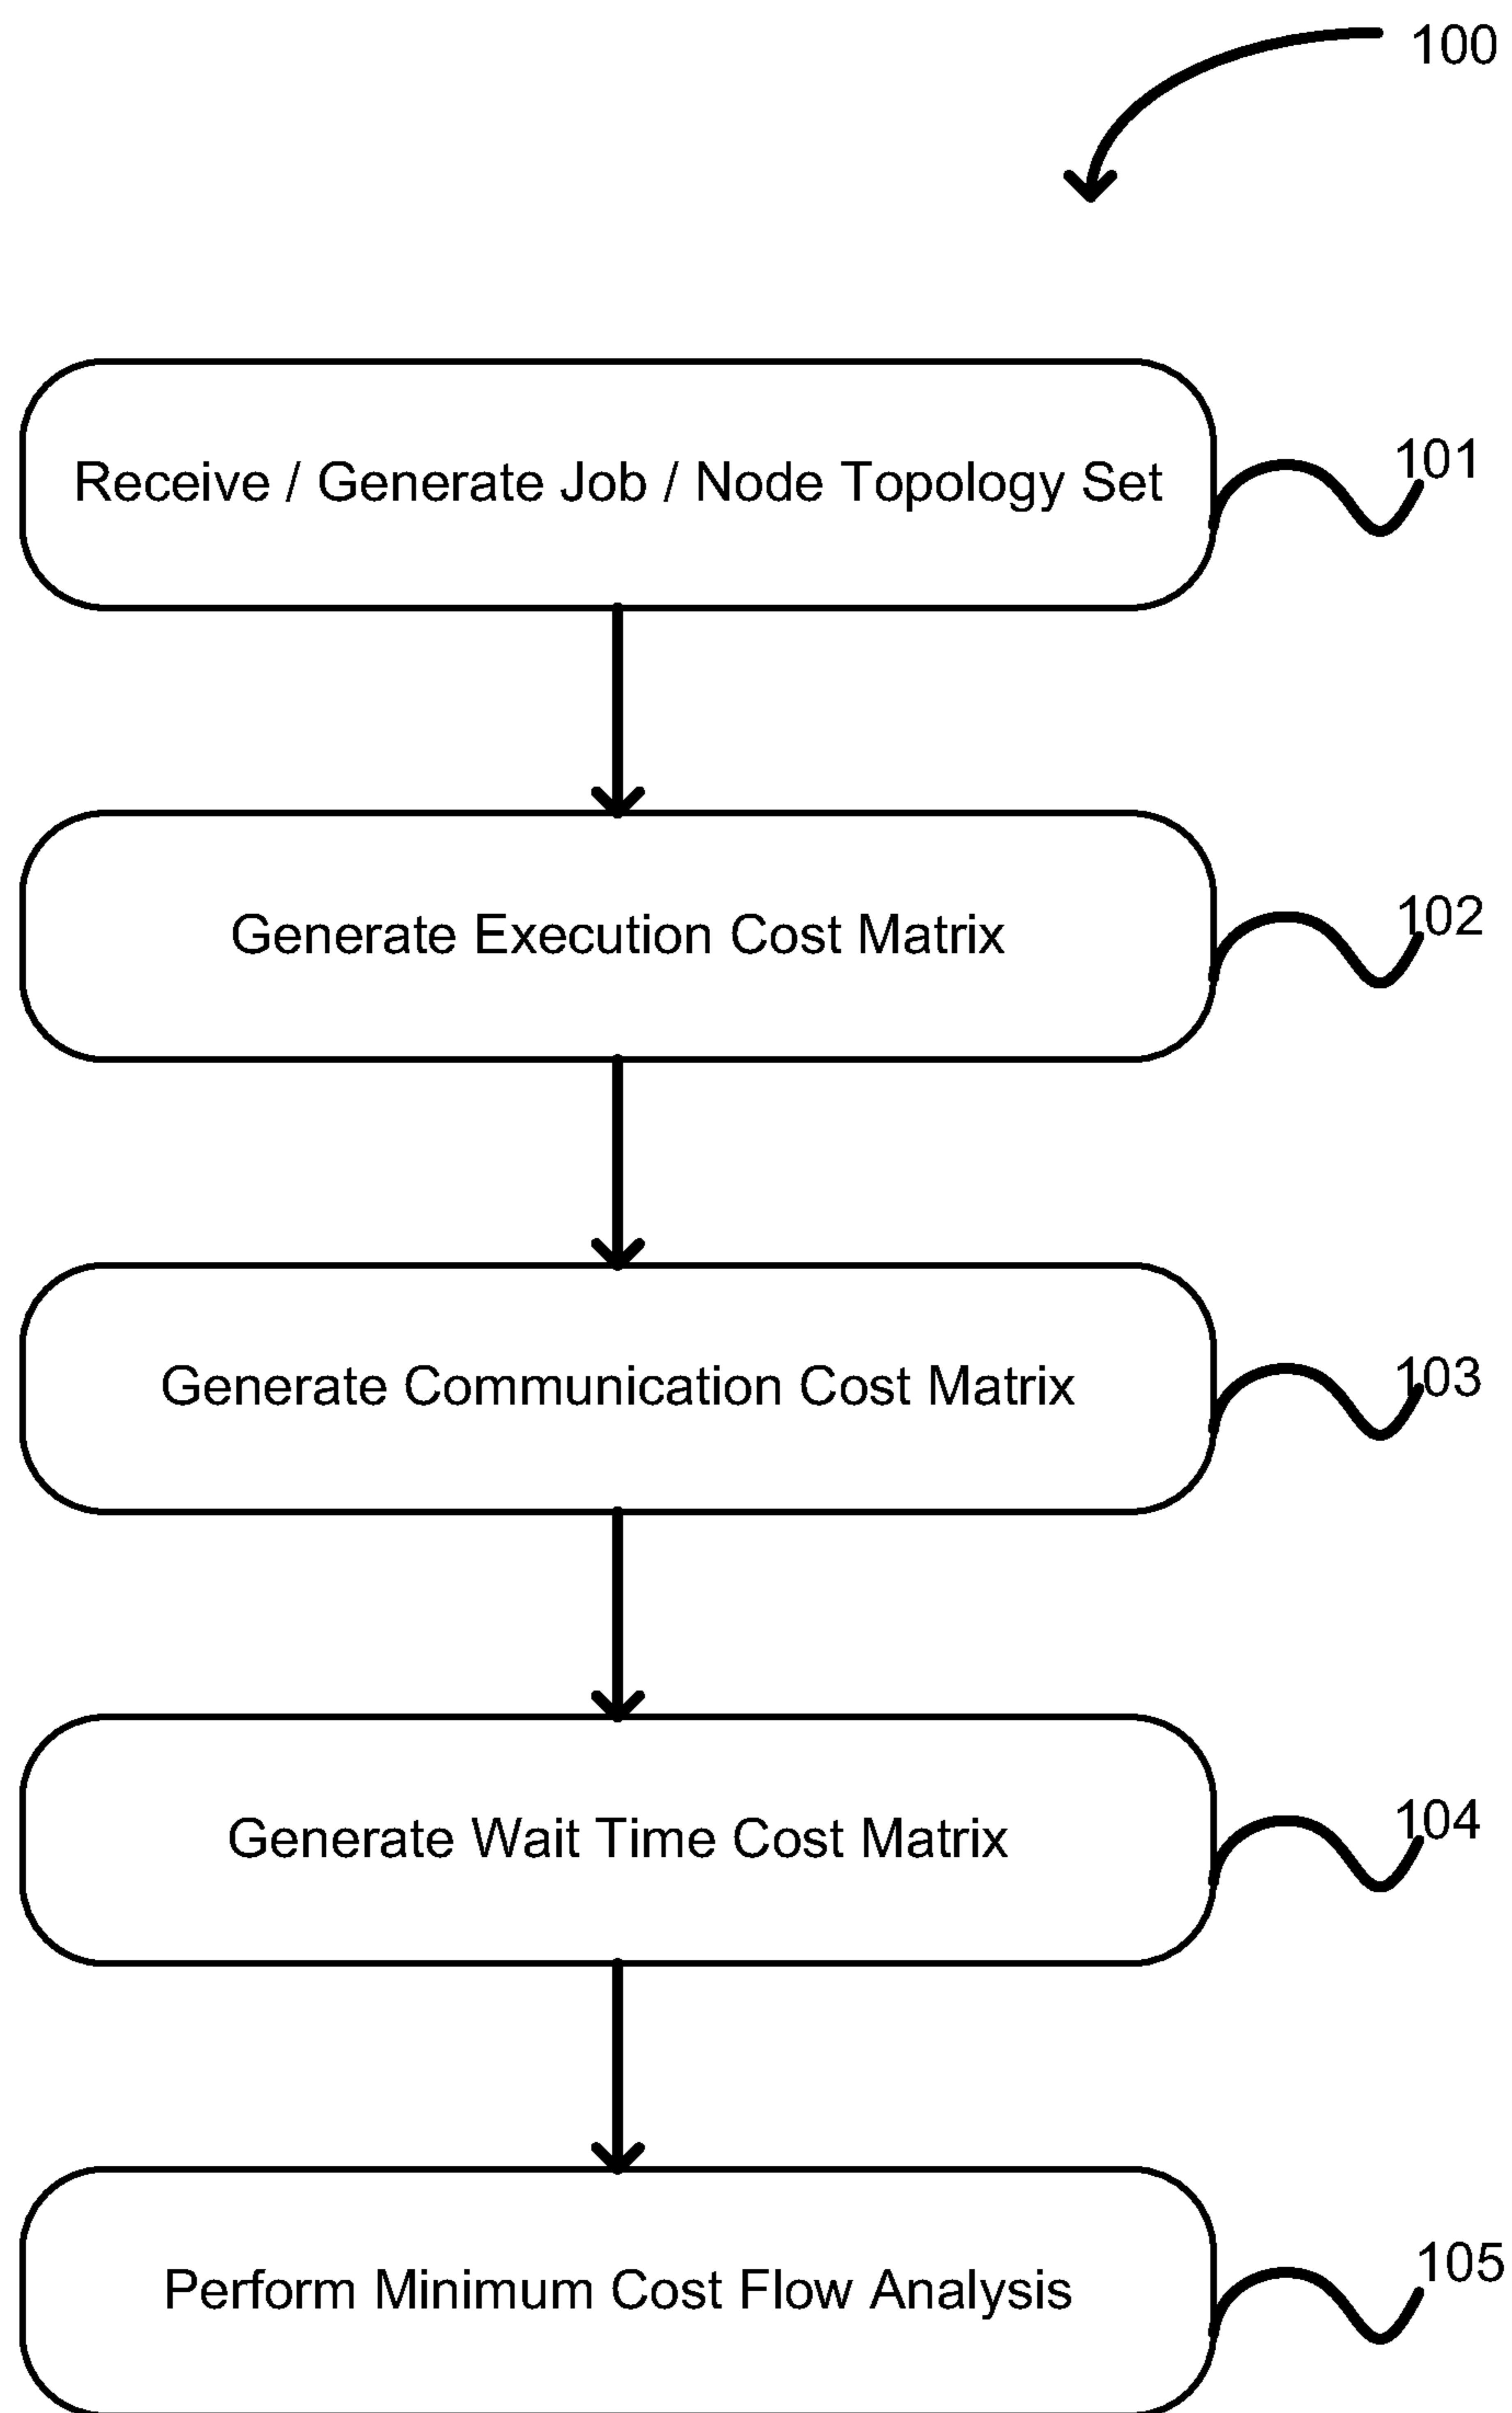 100
Receive / Generate Job / Node Topology Set
101
Generate Execution Cost Matrix
102
Generate Communication Cost Matrix
103
Generate Wait Time Cost Matrix
104
Perform Minimum Cost Flow Analysis
105